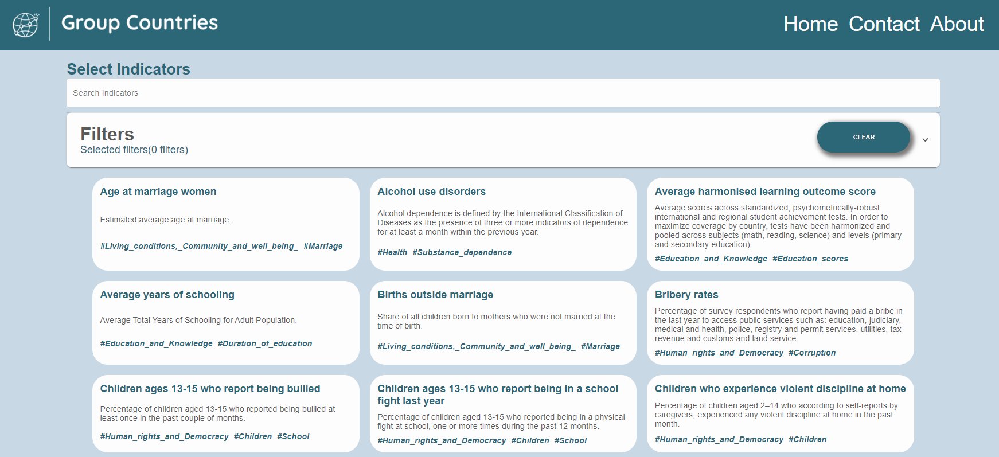 Group Countries
Home Contact About
Select Indicators
Search Indicators
Filters
Selected filters(0 filters)
CLEAR
Age at marriage women
Estimated average age at marriage.
#Living_conditions,_Community_and_well_being_ #Marriage
Alcohol use disorders
Alcohol dependence is defined by the International Classification of
Diseases as the presence of three or more indicators of dependence
for at least a month within the previous year.
#Health #Substance_dependence
Average harmonised learning outcome score
Average scores across standardized, psychometrically-robust
international and regional student achievement tests. In order to
maximize coverage by country, tests have been harmonized and
pooled across subjects (math, reading, science) and levels (primary
and secondary education).
#Education_and_Knowledge #Education_scores
Average years of schooling
Average Total Years of Schooling for Adult Population.
#Education_and_Knowledge #Duration_of_education
Births outside marriage
Share of all children born to mothers who were not married at the
time of birth.
#Living_conditions,_Community_and_well_being_ #Marriage
Bribery rates
Percentage of survey respondents who report having paid a bribe in
the last year to access public services such as: education, judiciary,
medical and health, police, registry and permit services, utilities, tax
revenue and customs and land service.
#Human_rights_and_Democracy #Corruption
Children ages 13-15 who report being bullied
Percentage of children aged 13-15 who reported being bullied at
least once in the past couple of months.
#Human_rights_and_Democracy #Children #School
Children ages 13-15 who report being in a school
fight last year
Percentage of children aged 13-15 who reported being in a physical
fight at school, one or more times during the past 12 months.
#Human_rights_and_Democracy #Children #School
Children who experience violent discipline at home
Percentage of children aged 2–14 who according to self-reports by
caregivers, experienced any violent discipline at home in the past
month.
#Human_rights_and_Democracy #Children